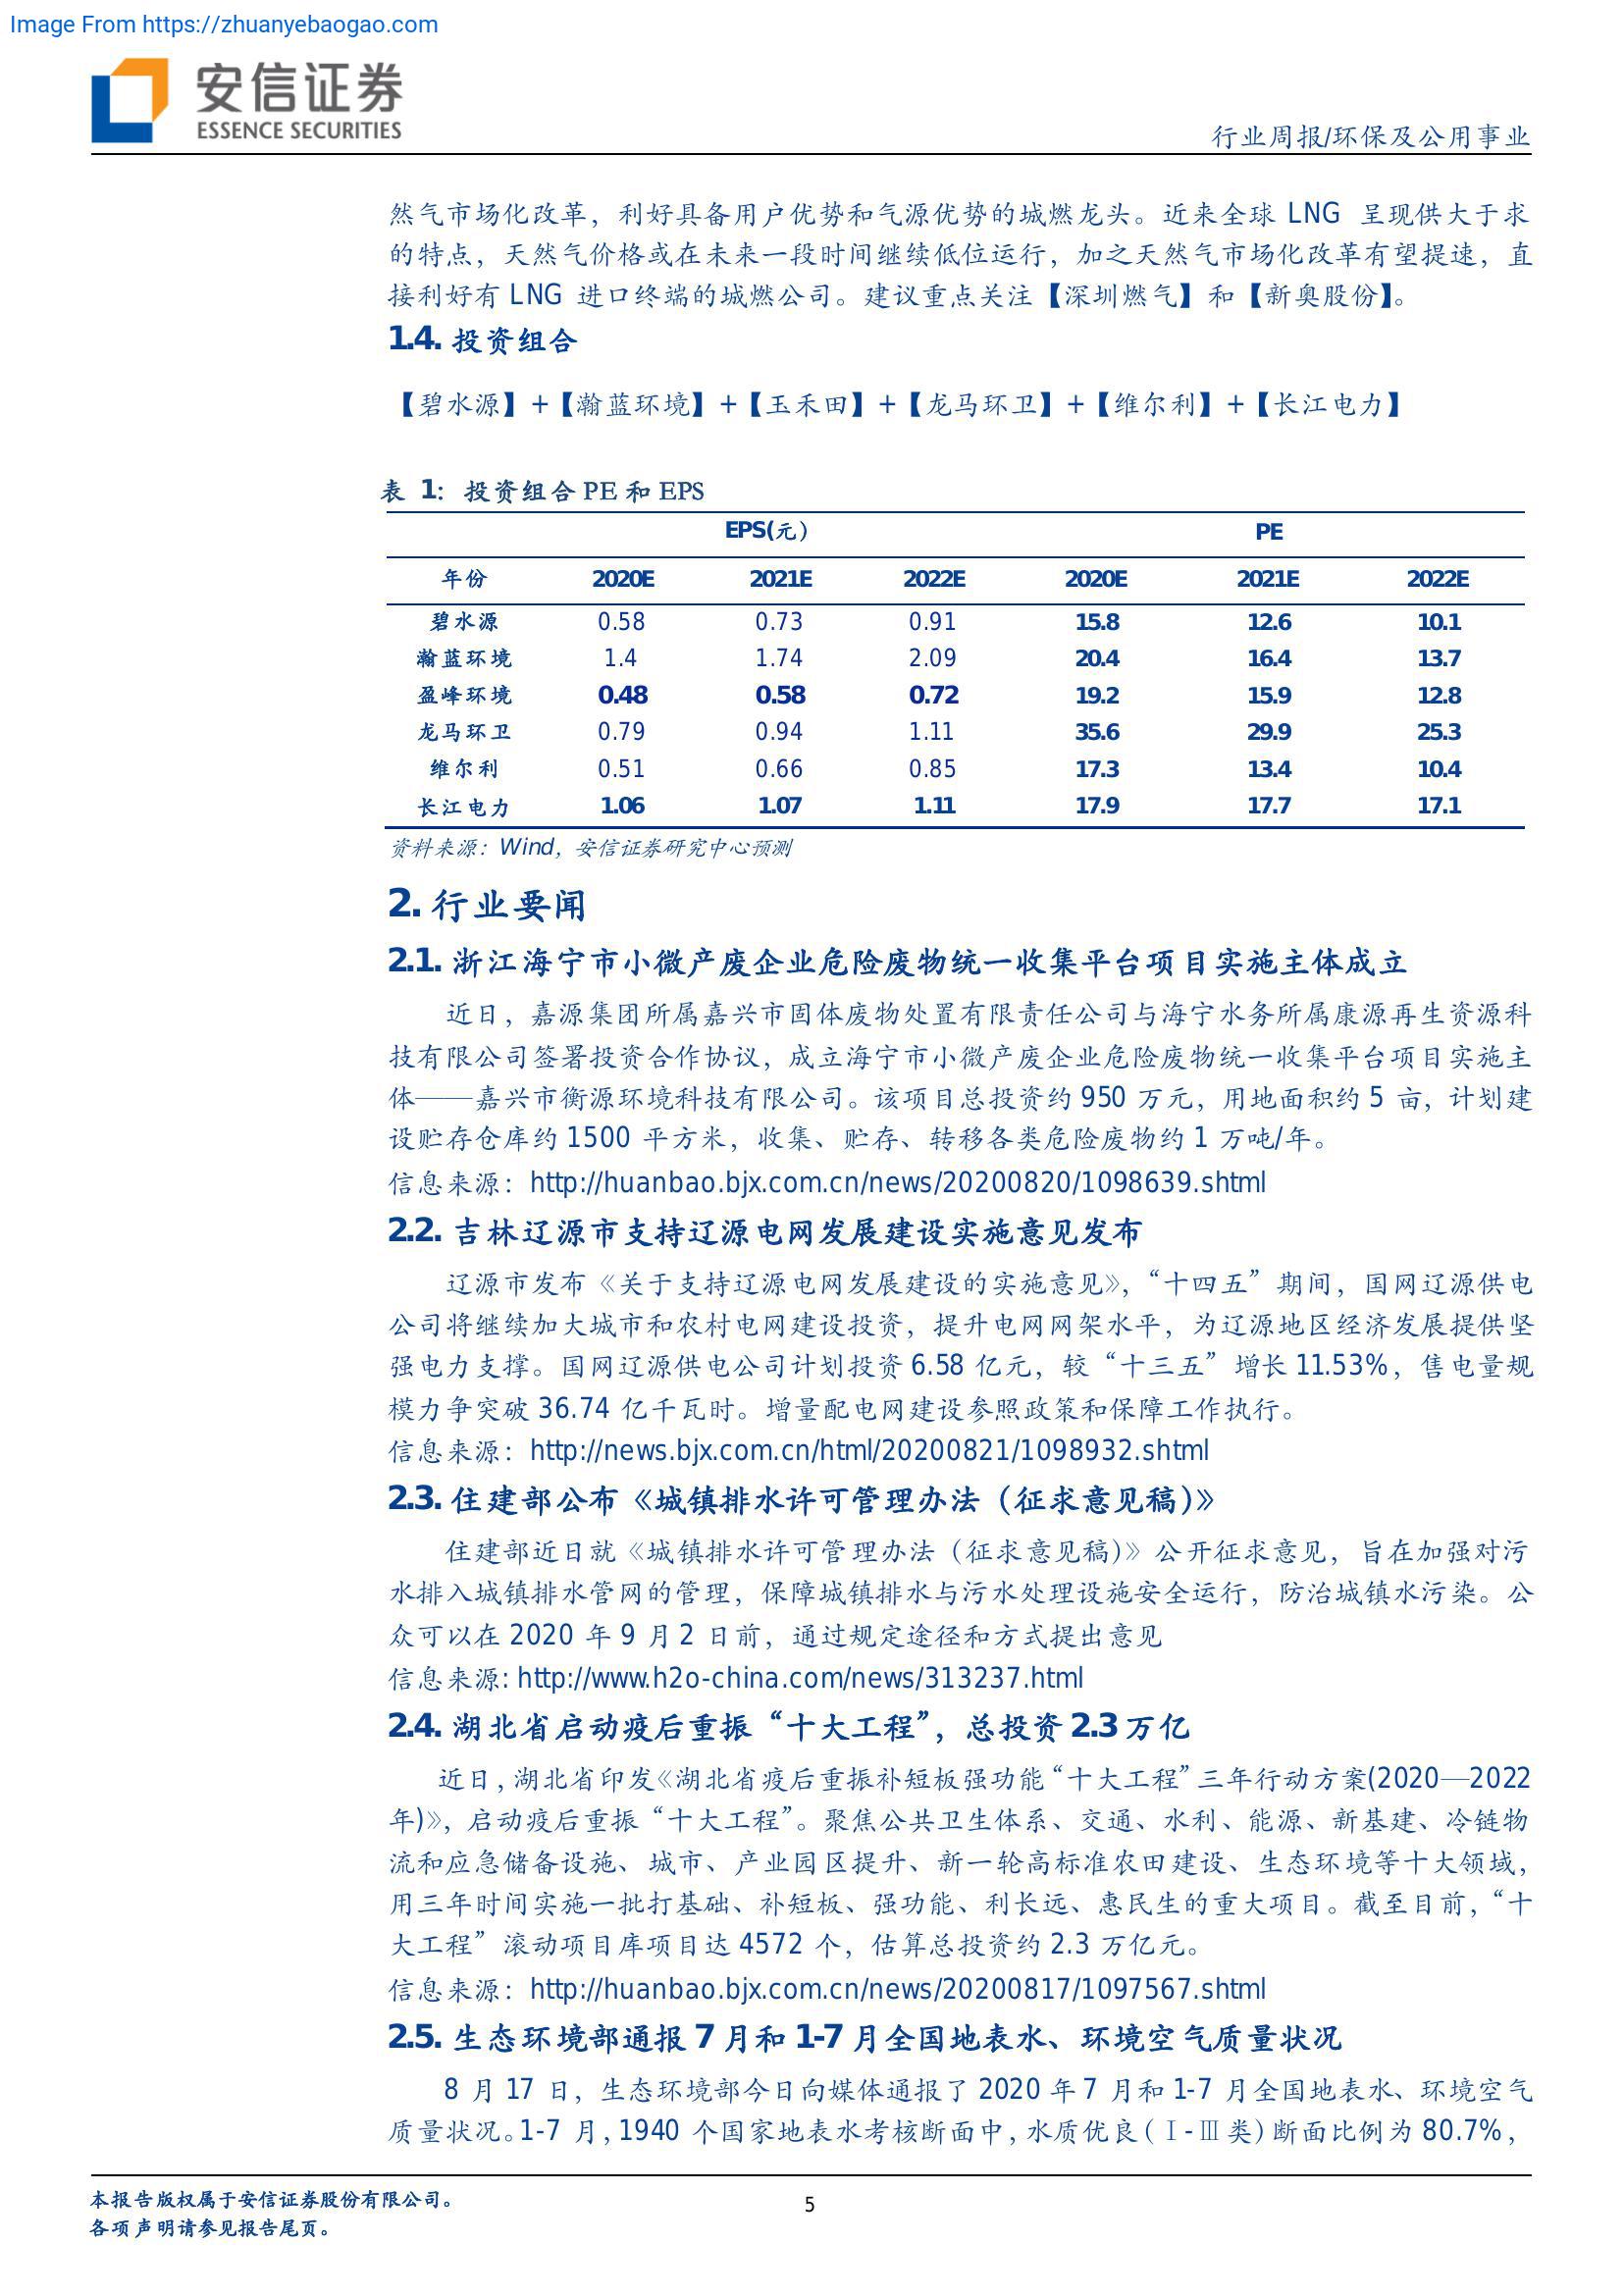 Image From https://zhuanyebaogao.com
安信证券
ESSENCE SECURITIES
行业周报/环保及公用事业
然气市场化改革，利好具备用户优势和气源优势的城燃龙头。近来全球 LNG 呈现供大于求
的特点，天然气价格或在未来一段时间继续低位运行，加之天然气市场化改革有望提速，直
接利好有 LNG 进口终端的城燃公司。建议重点关注【深圳燃气】和【新奥股份】。
1.4. 投资组合
【碧水源】+【瀚蓝环境】+【玉禾田】+【龙马环卫】+【维尔利】+【长江电力】
表 1：投资组合 PE 和 EPS
EPS(元） PE
年份 2020E 2021E 2022E 2020E 2021E 2022E
碧水源 0.58 0.73 0.91 15.8 12.6 10.1
瀚蓝环境 1.4 1.74 2.09 20.4 16.4 13.7
盈峰环境 0.48 0.58 0.72 19.2 15.9 12.8
龙马环卫 0.79 0.94 1.11 35.6 29.9 25.3
维尔利 0.51 0.66 0.85 17.3 13.4 10.4
长江电力 1.06 1.07 1.11 17.9 17.7 17.1
资料来源：Wind，安信证券研究中心预测
2. 行业要闻
2.1. 浙江海宁市小微产废企业危险废物统一收集平台项目实施主体成立
近日，嘉源集团所属嘉兴市固体废物处置有限责任公司与海宁水务所属康源再生资源科
技有限公司签署投资合作协议，成立海宁市小微产废企业危险废物统一收集平台项目实施主
体——嘉兴市衡源环境科技有限公司。该项目总投资约 950 万元，用地面积约 5 亩，计划建
设贮存仓库约 1500 平方米，收集、贮存、转移各类危险废物约 1 万吨/年。
信息来源：http://huanbao.bjx.com.cn/news/20200820/1098639.shtml
2.2. 吉林辽源市支持辽源电网发展建设实施意见发布
辽源市发布《关于支持辽源电网发展建设的实施意见》，“十四五”期间，国网辽源供电
公司将继续加大城市和农村电网建设投资，提升电网网架水平，为辽源地区经济发展提供坚
强电力支撑。国网辽源供电公司计划投资 6.58 亿元，较“十三五”增长 11.53%，售电量规
模力争突破 36.74 亿千瓦时。增量配电网建设参照政策和保障工作执行。
信息来源：http://news.bjx.com.cn/html/20200821/1098932.shtml
2.3. 住建部公布《城镇排水许可管理办法（征求意见稿）》
住建部近日就《城镇排水许可管理办法（征求意见稿）》公开征求意见，旨在加强对污
水排入城镇排水管网的管理，保障城镇排水与污水处理设施安全运行，防治城镇水污染。公
众可以在 2020 年 9 月 2 日前，通过规定途径和方式提出意见
信息来源: http://www.h2o-china.com/news/313237.html
2.4. 湖北省启动疫后重振“十大工程”，总投资 2.3 万亿
近日，湖北省印发《湖北省疫后重振补短板强功能“十大工程”三年行动方案(2020—2022
年)》，启动疫后重振“十大工程”。聚焦公共卫生体系、交通、水利、能源、新基建、冷链物
流和应急储备设施、城市、产业园区提升、新一轮高标准农田建设、生态环境等十大领域，
用三年时间实施一批打基础、补短板、强功能、利长远、惠民生的重大项目。截至目前，“十
大工程”滚动项目库项目达 4572 个，估算总投资约 2.3 万亿元。
信息来源：http://huanbao.bjx.com.cn/news/20200817/1097567.shtml
2.5. 生态环境部通报 7 月和 1-7 月全国地表水、环境空气质量状况
8 月 17 日，生态环境部今日向媒体通报了 2020 年 7 月和 1-7 月全国地表水、环境空气
质量状况。1-7 月，1940 个国家地表水考核断面中，水质优良（Ⅰ-Ⅲ类）断面比例为 80.7%，
本报告版权属于安信证券股份有限公司。
各项声明请参见报告尾页。
5